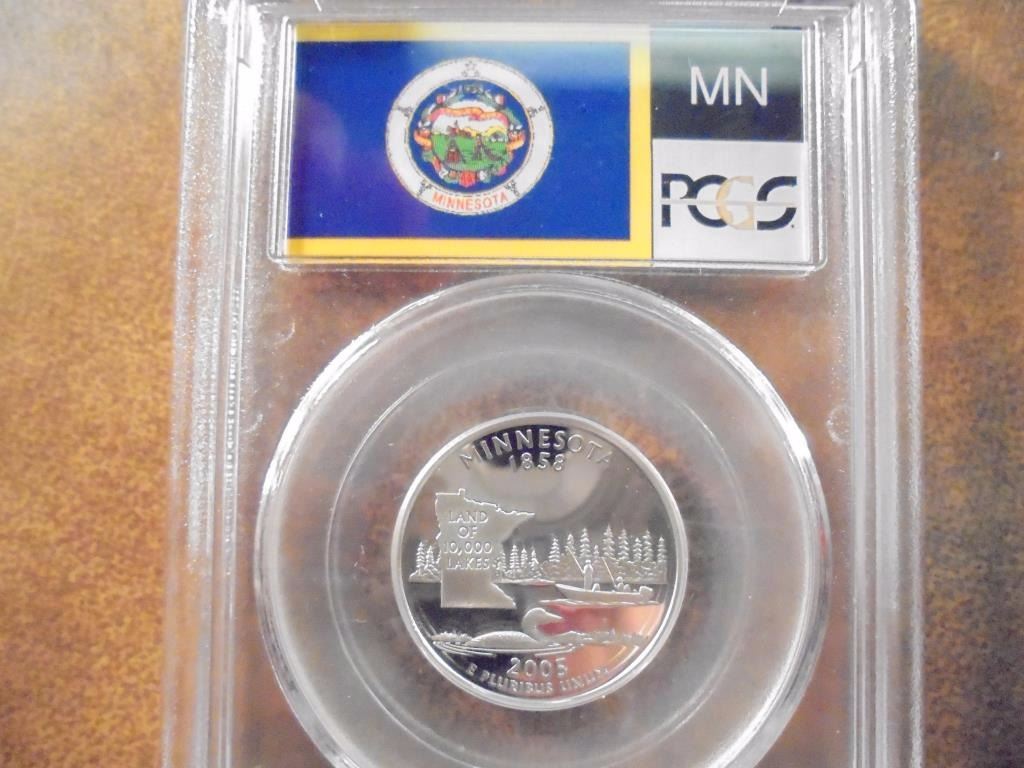 MN
PCGS
MINNESOTA
MINNESOTA
1858
LAND
OF
10,000
LAKES
2005
E PLURIBUS UNUM